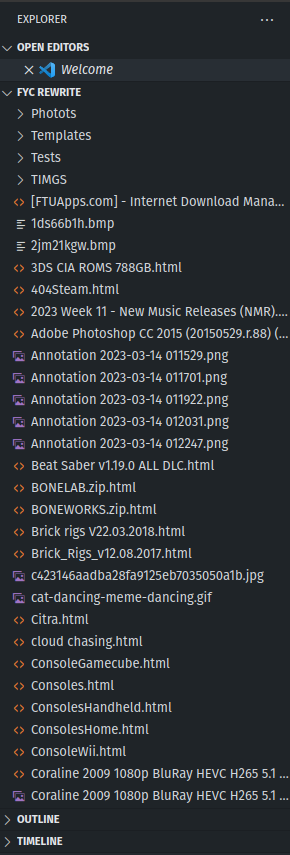 EXPLORER
OPEN EDITORS
Welcome
FYC REWRITE
Photots
Templates
Tests
TIMGS
[FTUApps.com] - Internet Download Mana...
1ds66b1h.bmp
2jm21kgw.bmp
3DS CIA ROMS 788GB.html
404Steam.html
2023 Week 11 - New Music Releases (NMR)....
Adobe Photoshop CC 2015 (20150529.r.88) (...
Annotation 2023-03-14 011529.png
Annotation 2023-03-14 011701.png
Annotation 2023-03-14 011922.png
Annotation 2023-03-14 012031.png
Annotation 2023-03-14 012247.png
Beat Saber v1.19.0 ALL DLC.html
BONELAB.zip.html
BONEWORKS.zip.html
Brick rigs V22.03.2018.html
Brick_Rigs_v12.08.2017.html
c423146aadba28fa9125eb7035050a1b.jpg
cat-dancing-meme-dancing.gif
Citra.html
cloud chasing.html
ConsoleGamecube.html
Consoles.html
ConsolesHandheld.html
ConsolesHome.html
ConsoleWii.html
Coraline 2009 1080p BluRay HEVC H265 5.1 ...
Coraline 2009 1080p BluRay HEVC H265 5.1 ...
OUTLINE
TIMELINE